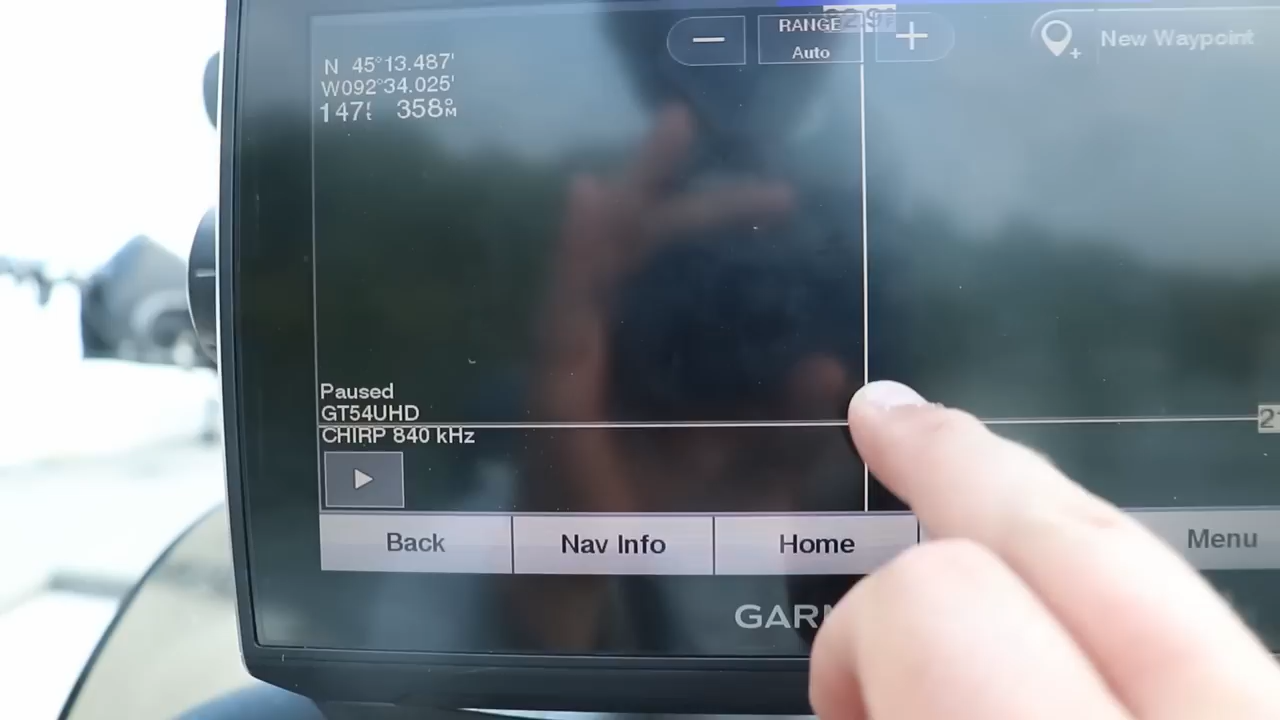 RANGE
Auto
New Waypoint
N 45°13.487'
W092°34.025'
147ft 358°M
Paused
GT54UHD
CHIRP 840 kHz
Back
Nav Info
Home
Menu